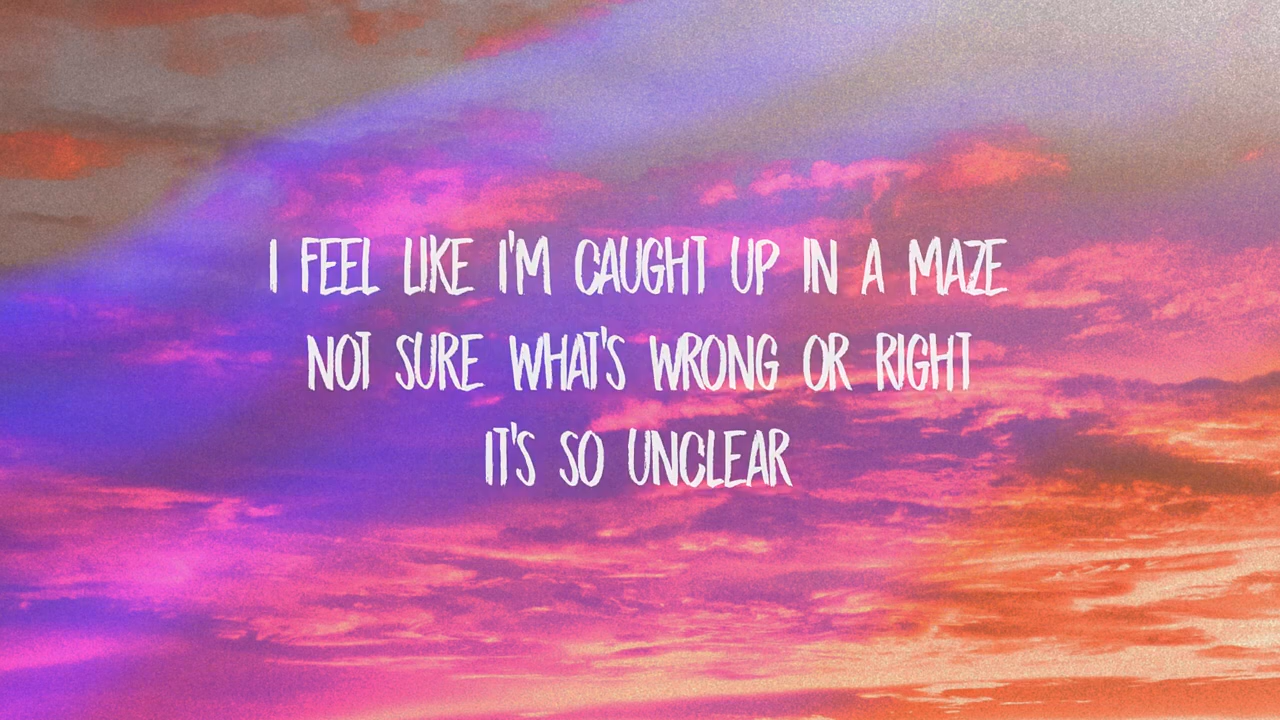 I FEEL LIKE I'M CAUGHT UP IN A MAZE
NOT SURE WHAT'S WRONG OR RIGHT
IT'S SO UNCLEAR